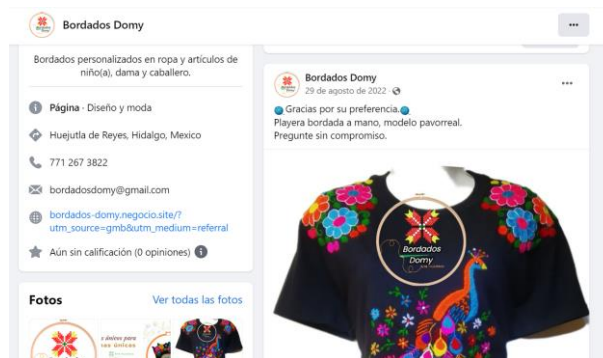 Bordados Domy
Bordados personalizados en ropa y artículos de
niño(a), dama y caballero.
Página · Diseño y moda
Huejutla de Reyes, Hidalgo, Mexico
771 267 3822
bordadosdomy@gmail.com
bordados-domy.negocio.site/?
utm_source=gmb&utm_medium=referral
Aún sin calificación (0 opiniones)
Fotos
Ver todas las fotos
Bordados Domy
29 de agosto de 2022 ·
Gracias por su preferencia.
Playera bordada a mano, modelo pavorreal.
Pregunte sin compromiso.
Bordados
Domy